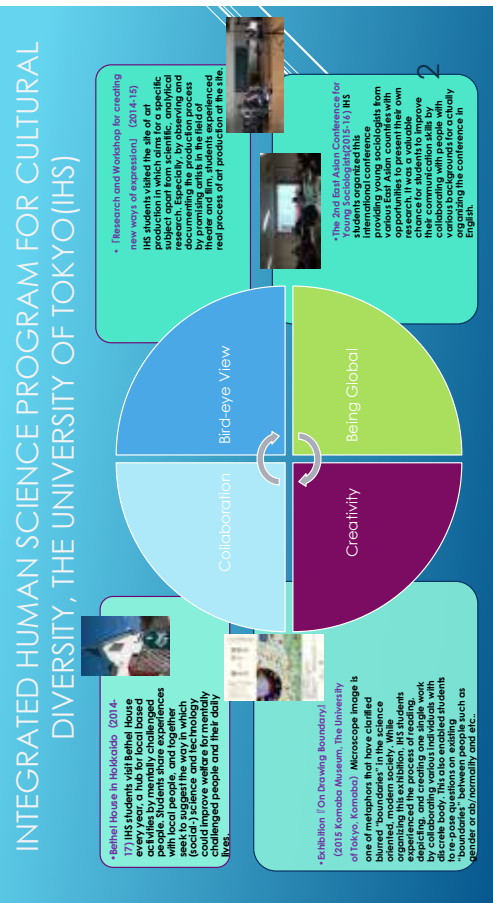 INTEGRATED HUMAN SCIENCE PROGRAM FOR CULTURAL
DIVERSITY, THE UNIVERSITY OF TOKYO(IHS)
•Bethel House in Hokkaido (2014-
17) IHS students visit Bethel House
every year, a hub for local based
activities by mentally challenged
people. Students share experiences
with local people, and together
seek to suggest the way in which
(social-) science and technology
could improve welfare for mentally
challenged people and their daily
lives.
• 「Research and Workshop for creating
new ways of expression」 (2014-15)
IHS students visited the site of art
production in which aims for a specific
subject apart from scientific, analytical
research. Especially, by observing and
documenting the production process
by promising artists in the field of
theater and film, students experienced
real process of art production at the site.
Collaboration
Bird-eye View
Creativity
Being Global
•Exhibition 『On Drawing Boundary』
(2015 Komaba Museum, The University
of Tokyo, Komaba) Microscope image is
one of metaphors that have clarified
blurred "boundaries" in the science
oriented, modern society. While
organizing this exhibition, IHS students
experienced the process of reading,
depicting, and creating one single work
by collaborating various individuals with
discrete body. This also enabled students
to re-pose questions on existing
"boundaries" between people such as
gender or ab/normality and etc..
•The 2nd East Asian Conference for
Young Sociologists(2015-16) IHS
students organized this
international conference
providing young sociologists from
various East Asian countries with
opportunities to present their own
research. It was a valuable
chance for students to improve
their communication skills by
collaborating with people with
various backgrounds for actually
organizing the conference in
English.
2